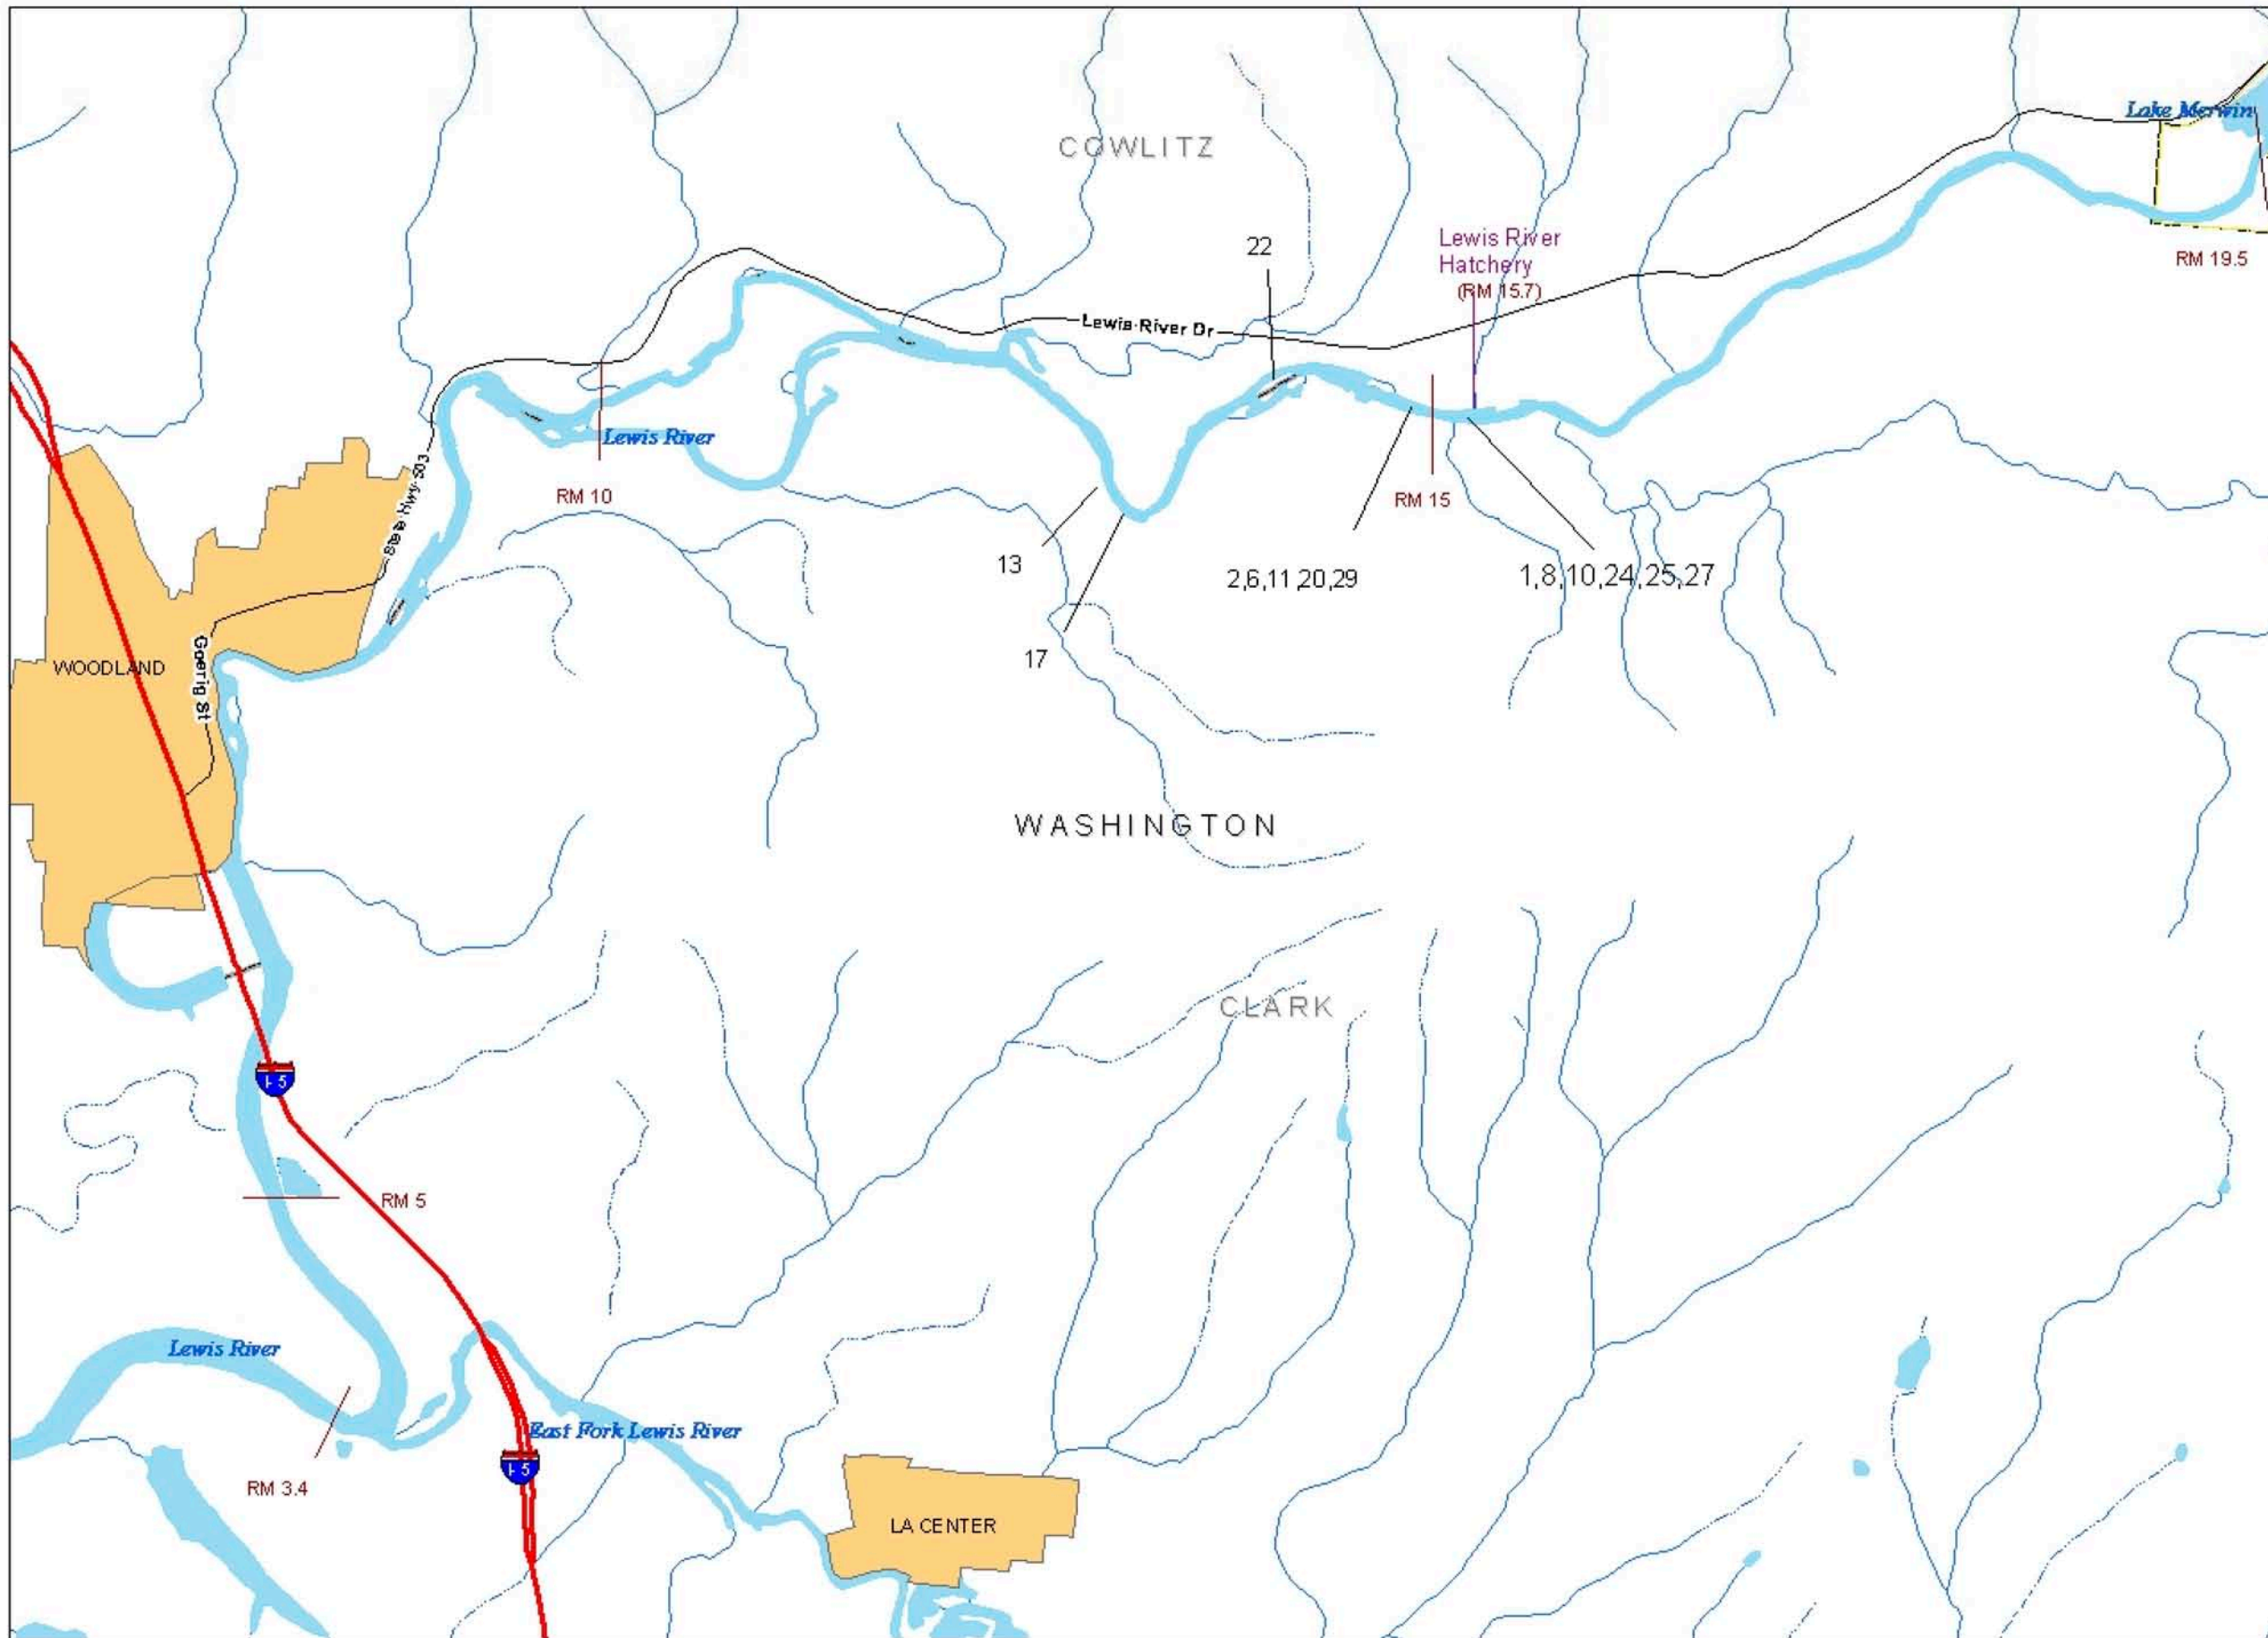 Lake Merwin
COWLITZ
22
Lewis River
Hatchery
(RM 15.7)
RM 19.5
Lewis River Dr
Lewis River
State Hwy 503
RM 10
RM 15
13
2,6,11,20,29
1,8,10,24,25,27
17
WOODLAND
Goerig St
WASHINGTON
CLARK
I-5
RM 5
Lewis River
East Fork Lewis River
I-5
RM 3.4
LA CENTER